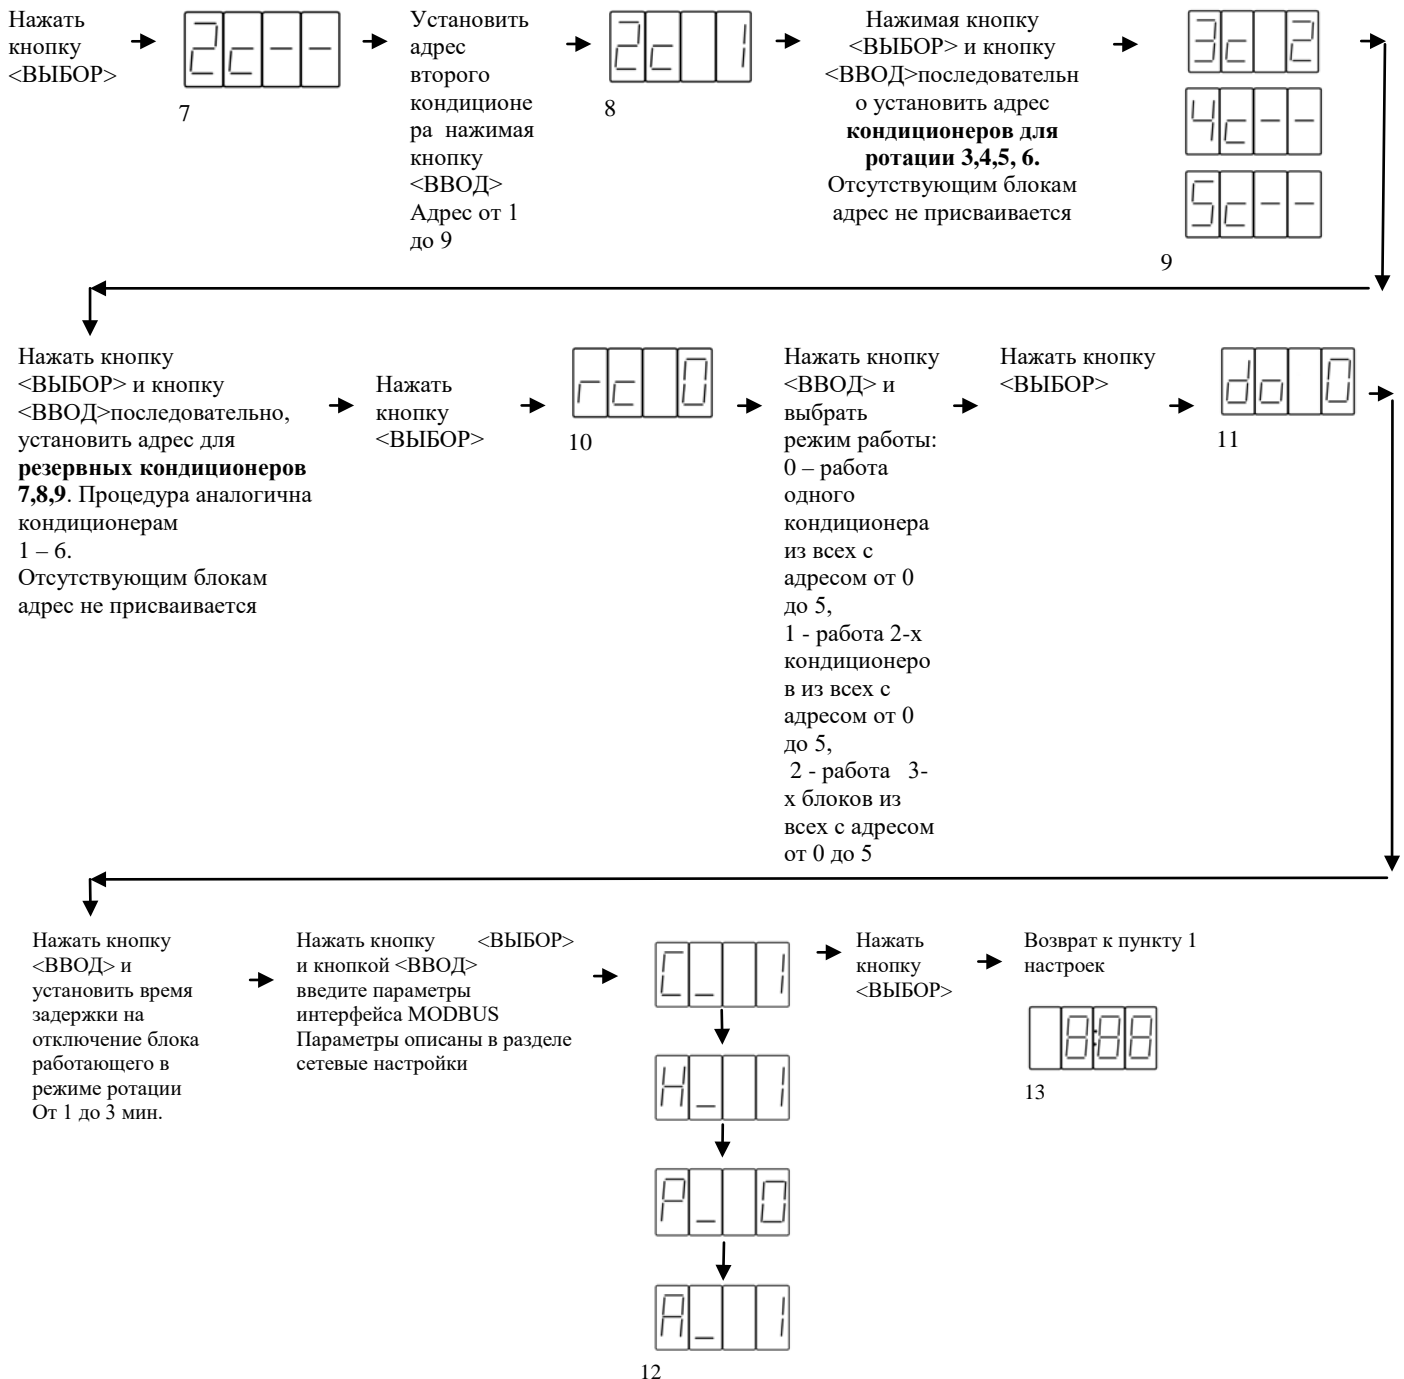 Нажать
кнопку
<ВЫБОР>
2c--
7
Установить
адрес
второго
кондиционе
ра нажимая
кнопку
<ВВОД>
Адрес от 1
до 9
2c 1
8
Нажимая кнопку
<ВЫБОР> и кнопку
<ВВОД>последовательн
о установить адрес
кондиционеров для
ротации 3,4,5, 6.
Отсутствующим блокам
адрес не присваивается
3c 2
4c--
5c--
9
Нажать кнопку
<ВЫБОР> и кнопку
<ВВОД>последовательно,
установить адрес для
резервных кондиционеров
7,8,9. Процедура аналогична
кондиционерам
1 – 6.
Отсутствующим блокам
адрес не присваивается
Нажать
кнопку
<ВЫБОР>
rc 0
10
Нажать кнопку
<ВВОД> и
выбрать
режим работы:
0 – работа
одного
кондиционера
из всех с
адресом от 0
до 5,
1 - работа 2-х
кондиционеро
в из всех с
адресом от 0
до 5,
2 - работа 3-
х блоков из
всех с адресом
от 0 до 5
Нажать кнопку
<ВЫБОР>
do 0
11
Нажать кнопку
<ВВОД> и
установить время
задержки на
отключение блока
работающего в
режиме ротации
От 1 до 3 мин.
Нажать кнопку <ВЫБОР>
и кнопкой <ВВОД>
введите параметры
интерфейса MODBUS
Параметры описаны в разделе
сетевые настройки
C_ 1
H_ 1
P_ 0
A_ 1
12
Нажать
кнопку
<ВЫБОР>
Возврат к пункту 1
настроек
8:88
13